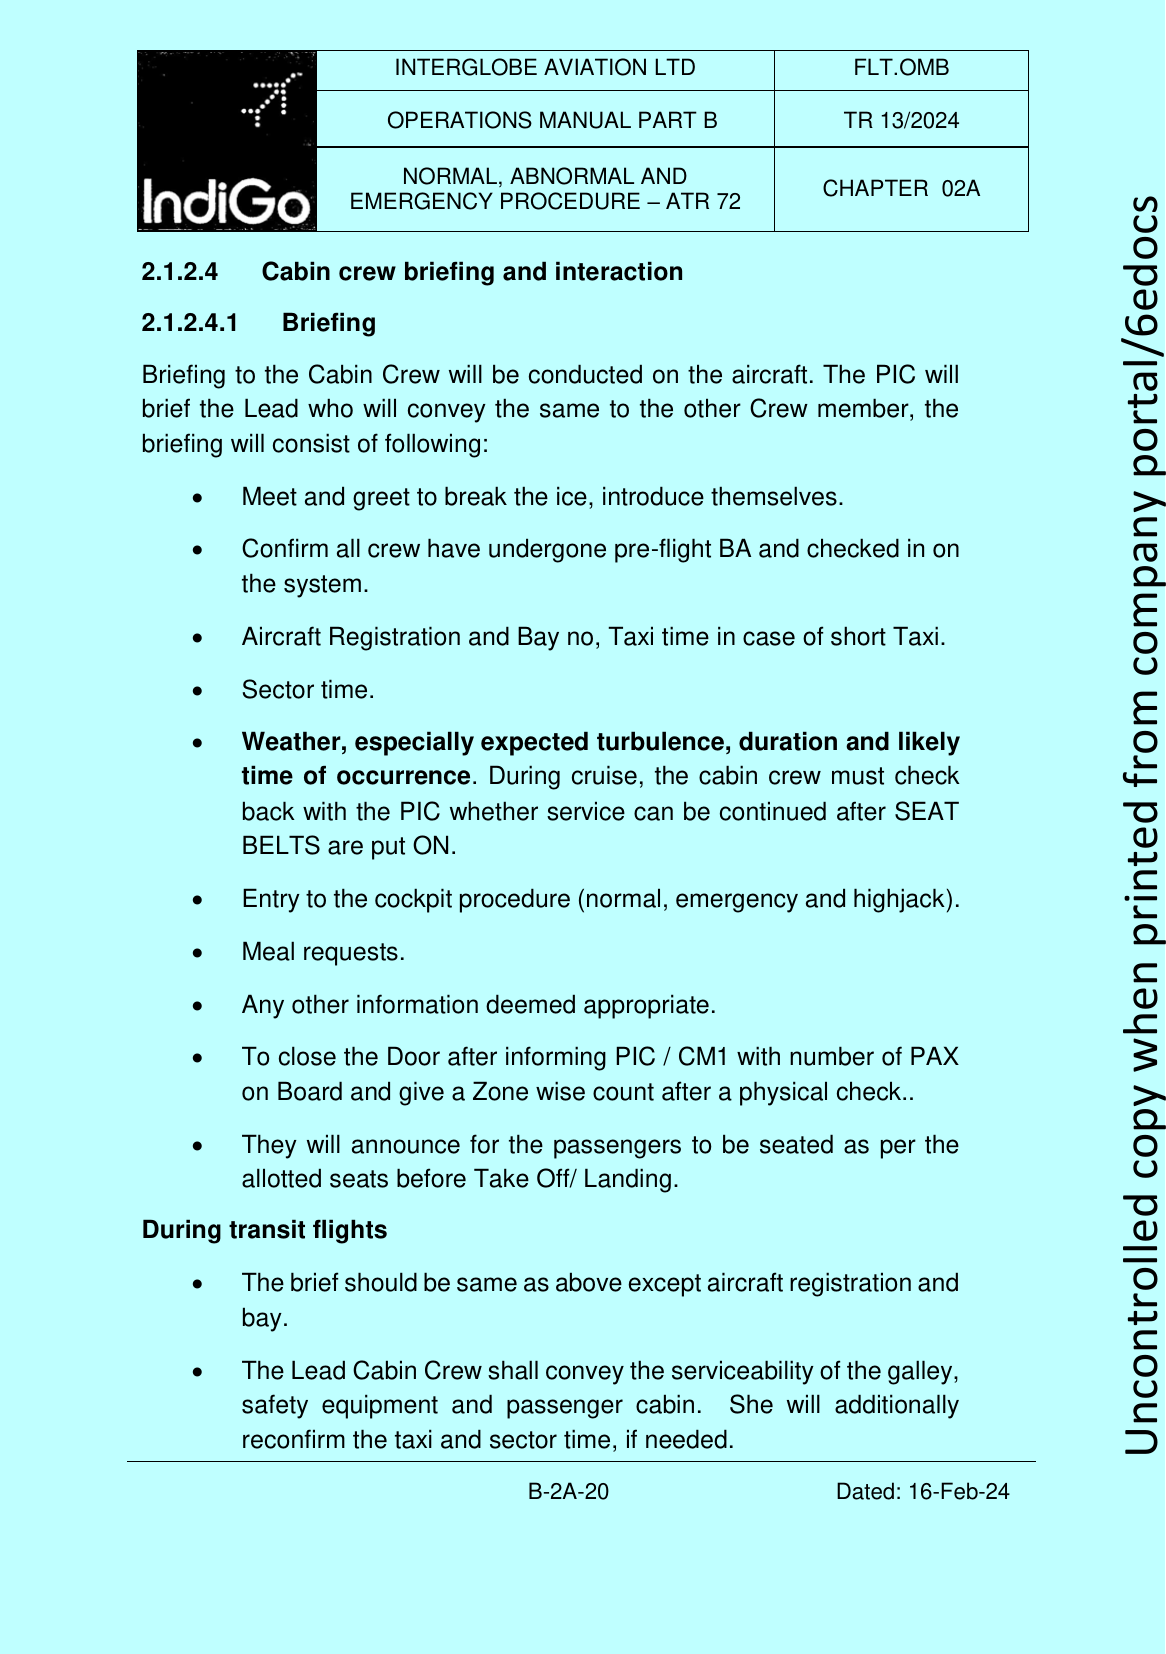 IndiGo
INTERGLOBE AVIATION LTD
FLT.OMB
OPERATIONS MANUAL PART B
TR 13/2024
NORMAL, ABNORMAL AND
EMERGENCY PROCEDURE – ATR 72
CHAPTER 02A
2.1.2.4 Cabin crew briefing and interaction
2.1.2.4.1 Briefing
Briefing to the Cabin Crew will be conducted on the aircraft. The PIC will
brief the Lead who will convey the same to the other Crew member, the
briefing will consist of following:
• Meet and greet to break the ice, introduce themselves.
• Confirm all crew have undergone pre-flight BA and checked in on
the system.
• Aircraft Registration and Bay no, Taxi time in case of short Taxi.
• Sector time.
• Weather, especially expected turbulence, duration and likely
time of occurrence. During cruise, the cabin crew must check
back with the PIC whether service can be continued after SEAT
BELTS are put ON.
• Entry to the cockpit procedure (normal, emergency and highjack).
• Meal requests.
• Any other information deemed appropriate.
• To close the Door after informing PIC / CM1 with number of PAX
on Board and give a Zone wise count after a physical check..
• They will announce for the passengers to be seated as per the
allotted seats before Take Off/ Landing.
During transit flights
• The brief should be same as above except aircraft registration and
bay.
• The Lead Cabin Crew shall convey the serviceability of the galley,
safety equipment and passenger cabin. She will additionally
reconfirm the taxi and sector time, if needed.
B-2A-20
Dated: 16-Feb-24
Uncontrolled copy when printed from company portal/6edocs